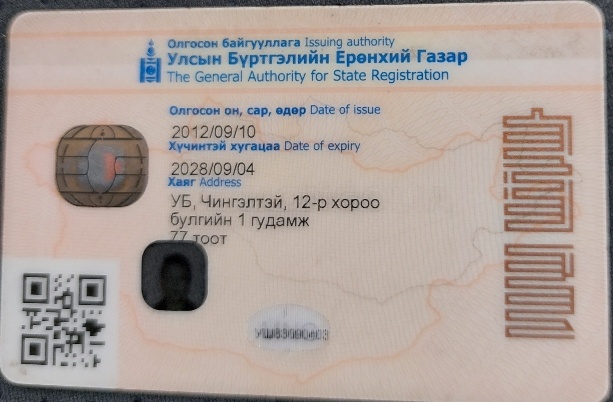 Олгосон байгууллага Issuing authority
Улсын Бүртгэлийн Ерөнхий Газар
The General Authority for State Registration
Олгосон он, сар, өдөр Date of issue
2012/09/10
Хүчинтэй хугацаа Date of expiry
2028/09/04
Хаяг Address
УБ, Чингэлтэй, 12-р хороо
бүлгийн 1 гудамж
77 тоот